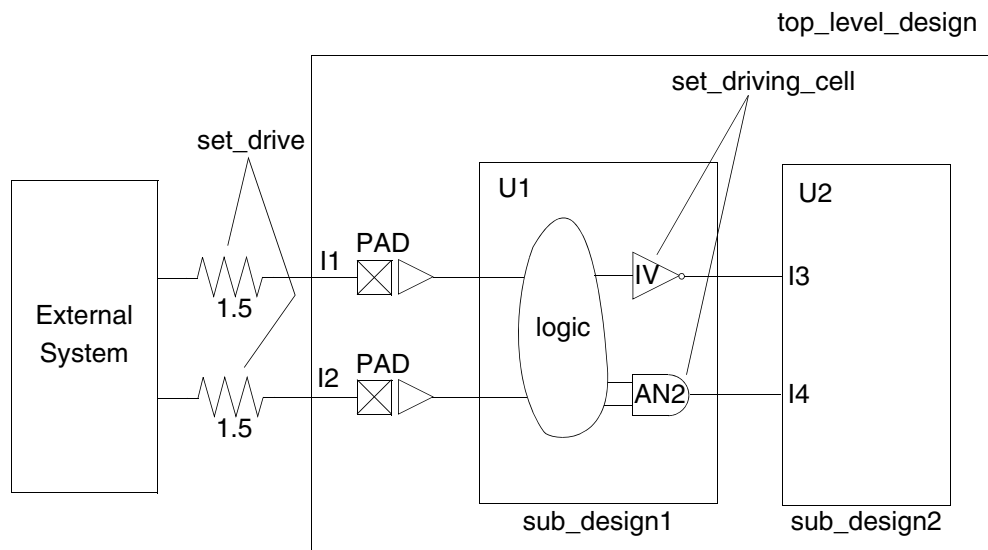 top_level_design
set_driving_cell
set_drive
U1
U2
I1
PAD
IV
I3
1.5
External
System
logic
I2
PAD
AN2
I4
1.5
sub_design1
sub_design2